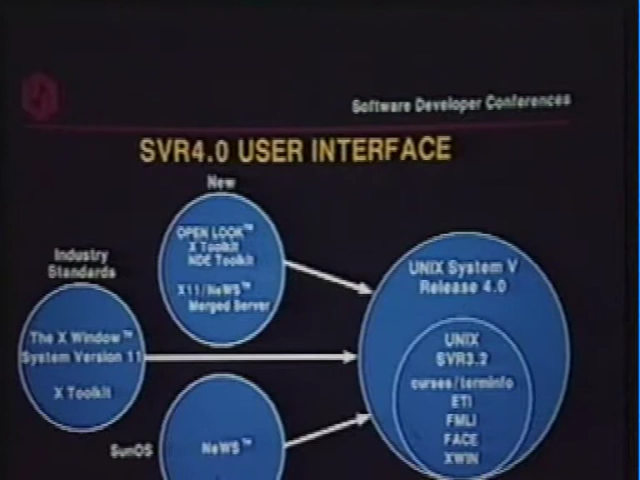 Software Developer Conferences
SVR4.0 USER INTERFACE
New
OPEN LOOK™
X Toolkit
NDE Toolkit
X11/NeWS™
Merged Server
Industry
Standards
The X Window™
System Version 11
X Toolkit
SunOS
NeWS™
UNIX System V
Release 4.0
UNIX
SVR3.2
curses/terminfo
ETI
FMLI
FACE
XWIN